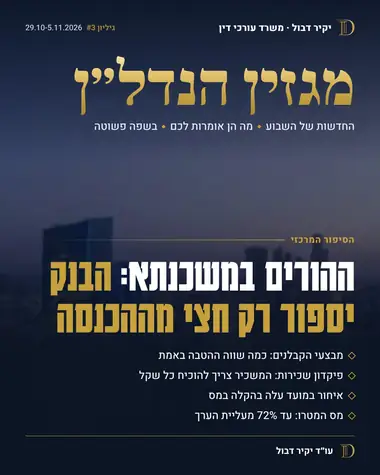 יקיר דבול · משרד עורכי דין
גיליון #3 29.10-5.11.2026
מגזין הנדל״ן
החדשות של השבוע • מה הן אומרות לכם • בשפה פשוטה
הסיפור המרכזי
ההורים במשכנתא: הבנק
יספור רק חצי מההכנסה
מבצעי הקבלנים: כמה שווה ההטבה באמת
פיקדון שכירות: המשכיר צריך להוכיח כל שקל
איחור במועד עלה בהקלה במס
מס המטרו: עד 72% מעליית הערך
עו״ד יקיר דבול